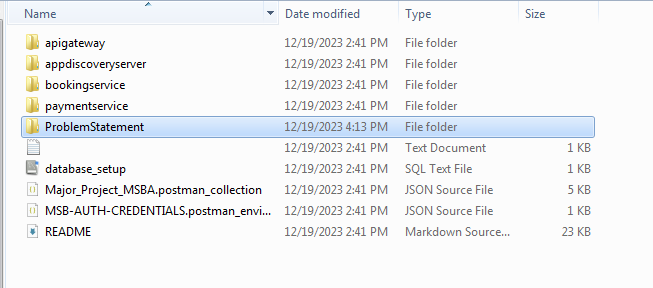 Name Date modified Type Size
apigateway 12/19/2023 2:41 PM File folder
appdiscoveryserver 12/19/2023 2:41 PM File folder
bookingservice 12/19/2023 2:41 PM File folder
paymentservice 12/19/2023 2:41 PM File folder
ProblemStatement 12/19/2023 4:13 PM File folder
12/19/2023 2:41 PM Text Document 1 KB
database_setup 12/19/2023 2:41 PM SQL Text File 1 KB
Major_Project_MSBA.postman_collection 12/19/2023 2:41 PM JSON Source File 5 KB
MSB-AUTH-CREDENTIALS.postman_envi... 12/19/2023 2:41 PM JSON Source File 1 KB
README 12/19/2023 2:41 PM Markdown Source... 23 KB